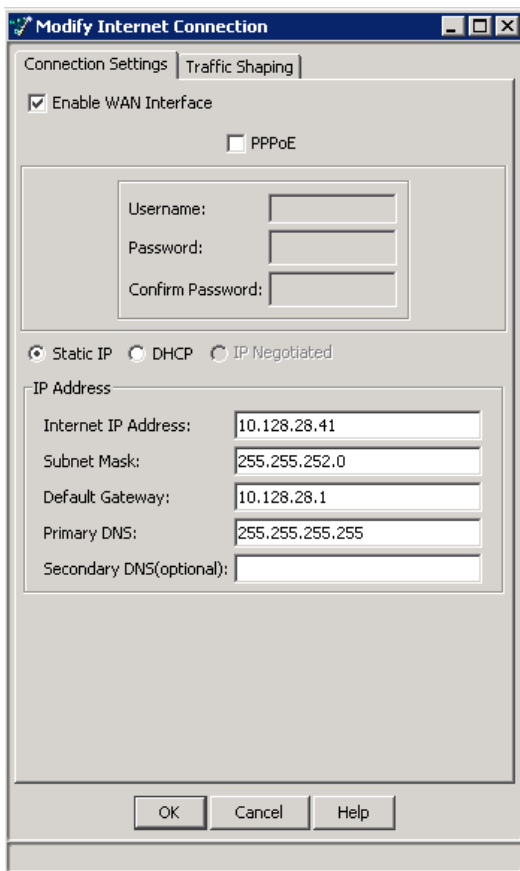 Modify Internet Connection
Connection Settings Traffic Shaping
Enable WAN Interface
PPPoE
Username:
Password:
Confirm Password:
Static IP DHCP IP Negotiated
IP Address
Internet IP Address: 10.128.28.41
Subnet Mask: 255.255.252.0
Default Gateway: 10.128.28.1
Primary DNS: 255.255.255.255
Secondary DNS(optional):
OK Cancel Help